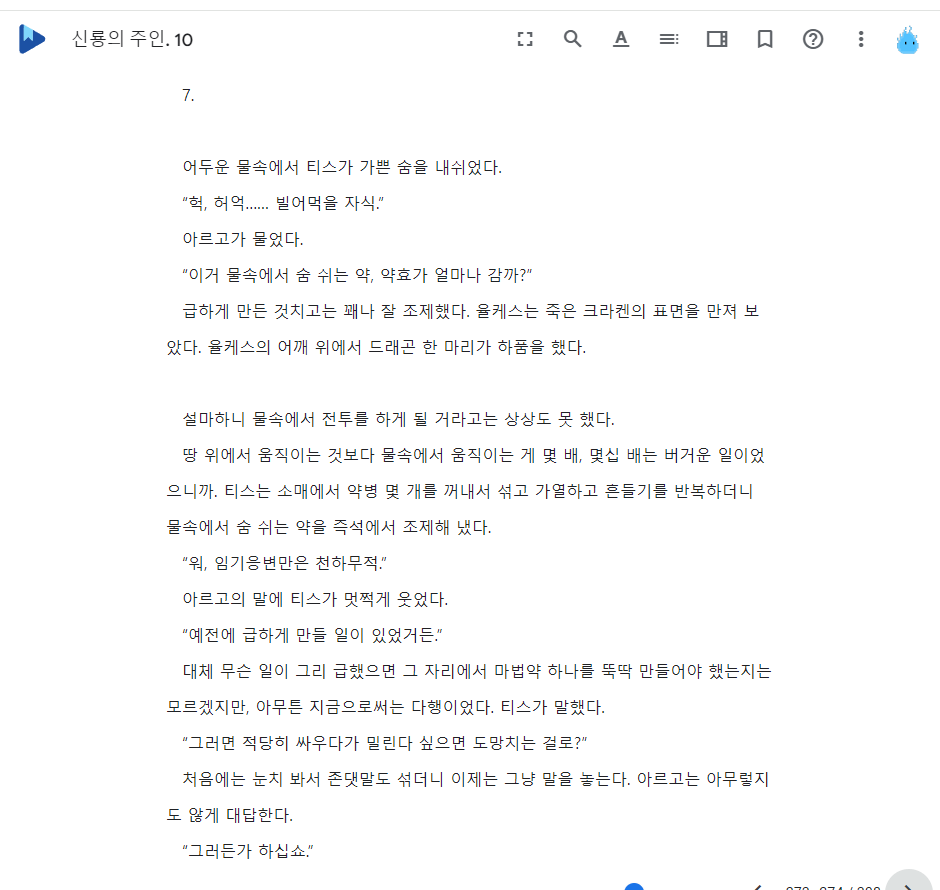 신룡의 주인. 10
7.
어두운 물속에서 티스가 가쁜 숨을 내쉬었다.
“헉, 허억…… 빌어먹을 자식.”
아르고가 물었다.
“이거 물속에서 숨 쉬는 약, 약효가 얼마나 감까?”
급하게 만든 것치고는 꽤나 잘 조제했다. 율케스는 죽은 크라켄의 표면을 만져 보
았다. 율케스의 어깨 위에서 드래곤 한 마리가 하품을 했다.
설마하니 물속에서 전투를 하게 될 거라고는 상상도 못 했다.
땅 위에서 움직이는 것보다 물속에서 움직이는 게 몇 배, 몇십 배는 버거운 일이었
으니까. 티스는 소매에서 약병 몇 개를 꺼내서 섞고 가열하고 흔들기를 반복하더니
물속에서 숨 쉬는 약을 즉석에서 조제해 냈다.
“워, 임기응변만은 천하무적.”
아르고의 말에 티스가 멋쩍게 웃었다.
“예전에 급하게 만들 일이 있었거든.”
대체 무슨 일이 그리 급했으면 그 자리에서 마법약 하나를 뚝딱 만들어야 했는지는
모르겠지만, 아무튼 지금으로써는 다행이었다. 티스가 말했다.
“그러면 적당히 싸우다가 밀린다 싶으면 도망치는 걸로?”
처음에는 눈치 봐서 존댓말도 섞더니 이제는 그냥 말을 놓는다. 아르고는 아무렇지
도 않게 대답한다.
“그러든가 하십쇼.”